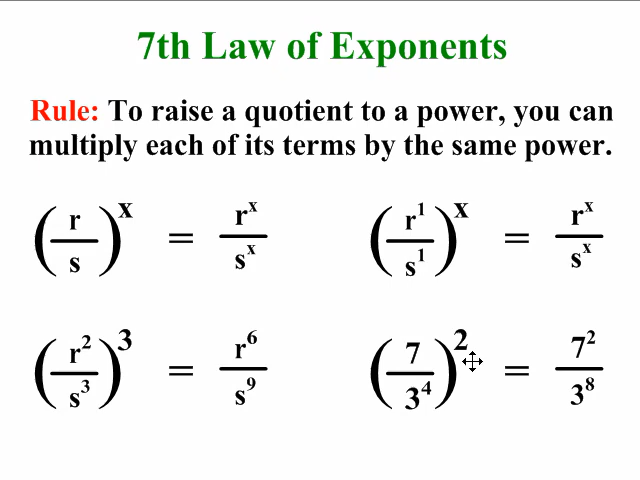 7th Law of Exponents
Rule: To raise a quotient to a power, you can
multiply each of its terms by the same power.
(r/s)^x = r^x/s^x    (r^1/s^1)^x = r^x/s^x
(r^2/s^3)^3 = r^6/s^9    (7/3^4)^2 = 7^2/3^8